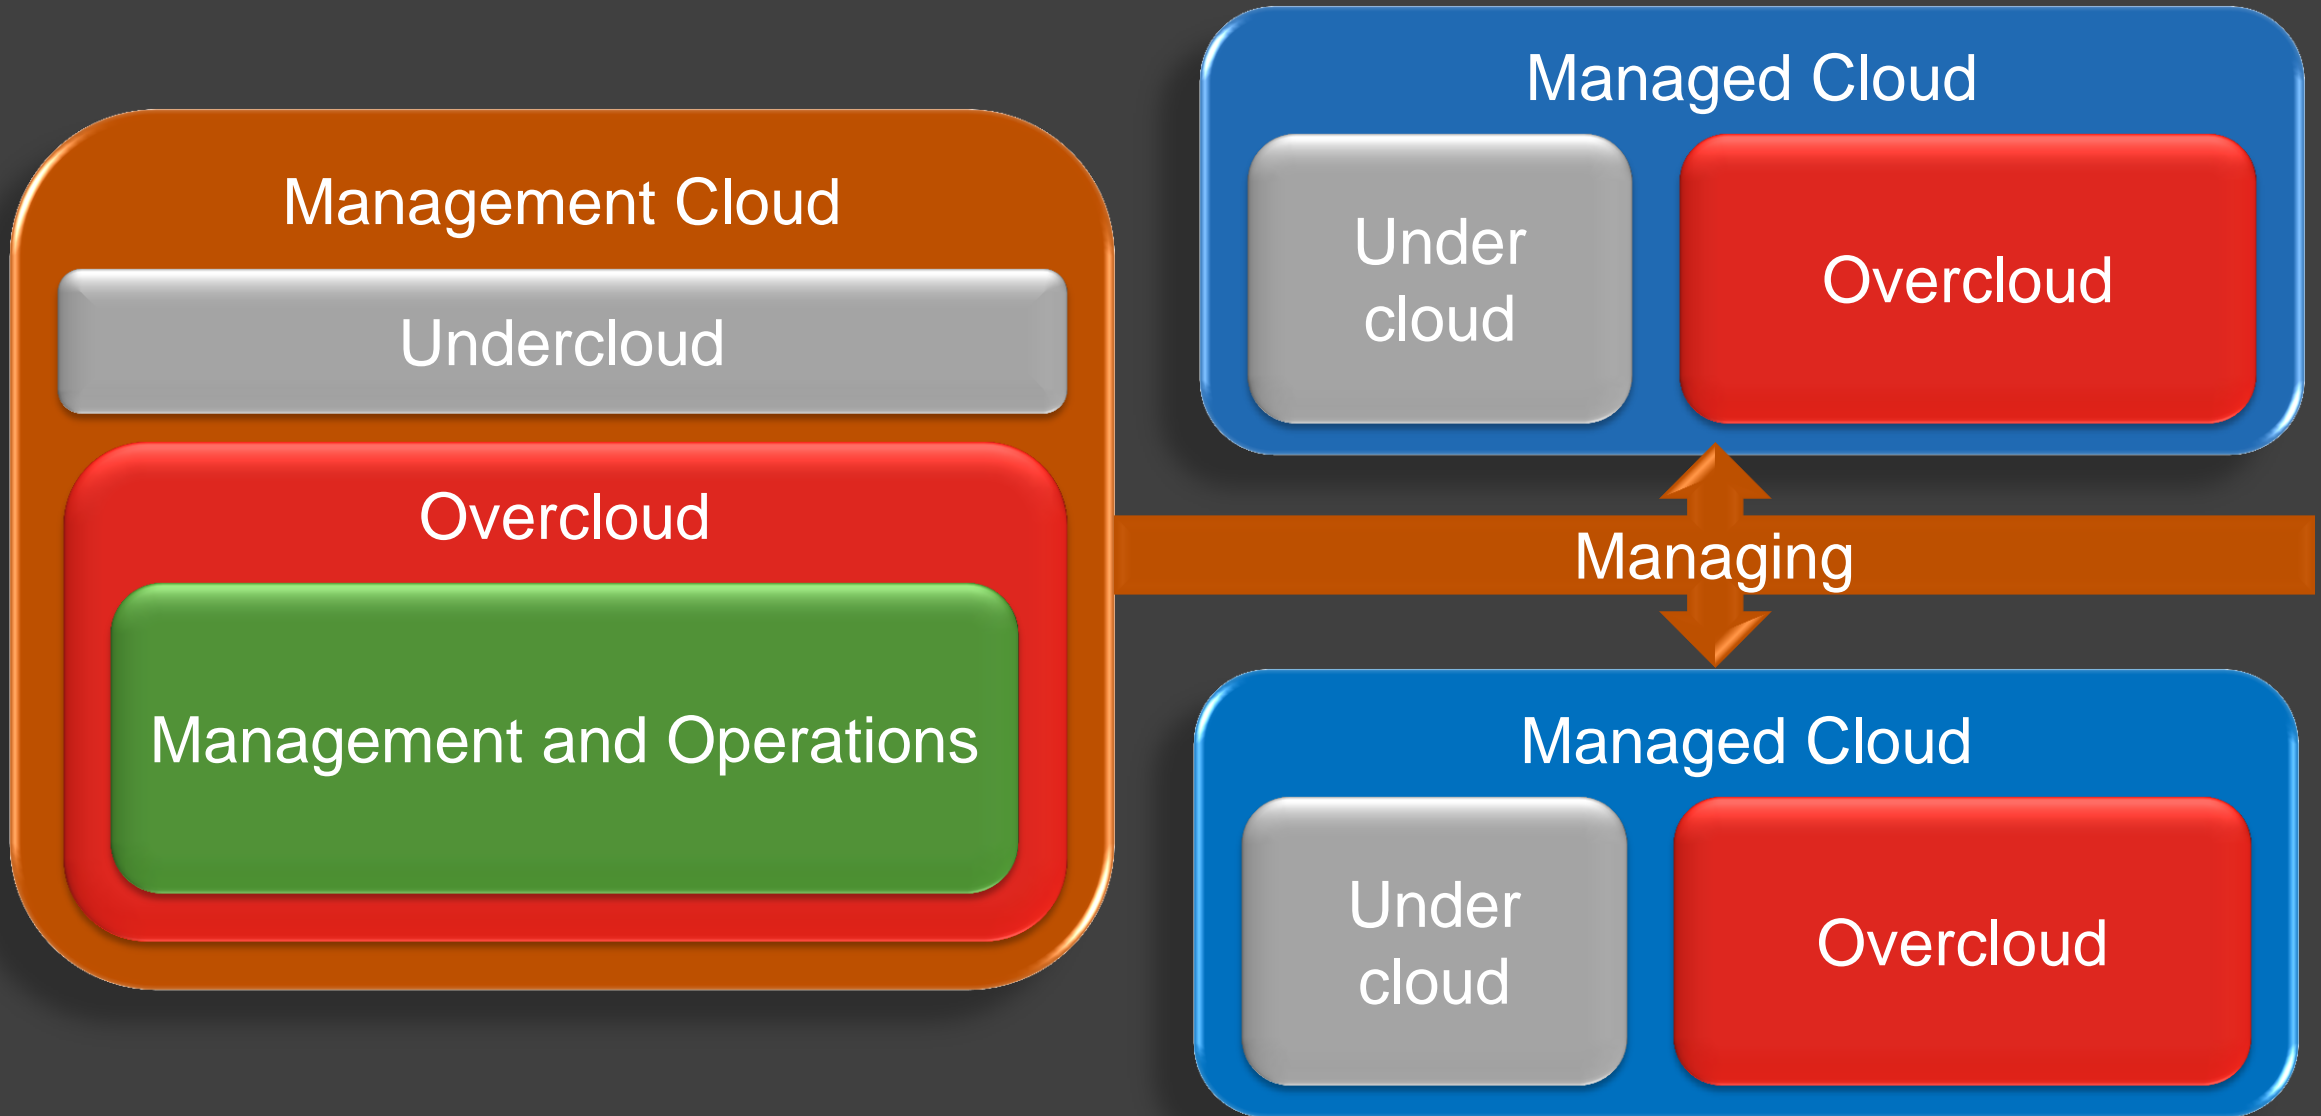 Management Cloud
Undercloud
Overcloud
Management and Operations
Managed Cloud
Under
cloud
Overcloud
Managing
Managed Cloud
Under
cloud
Overcloud